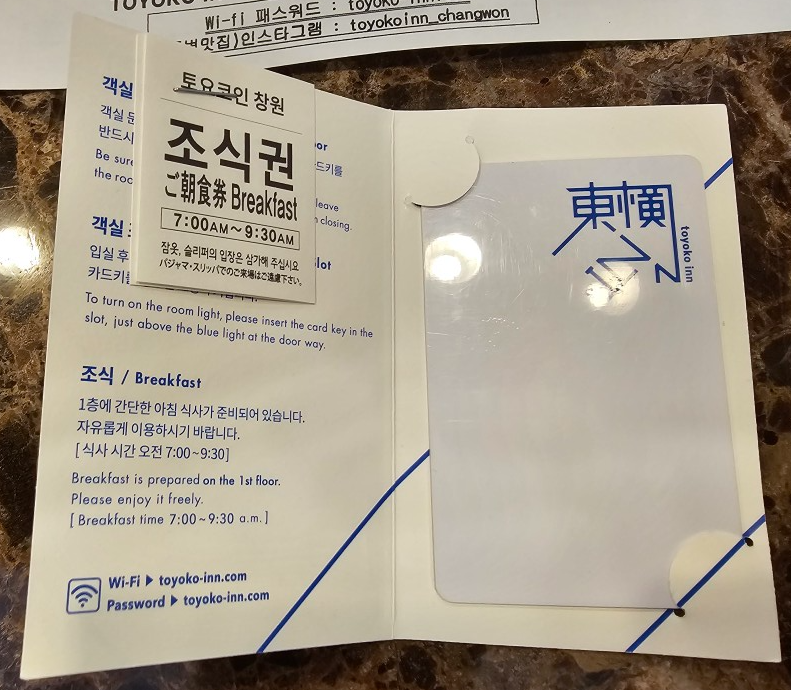 TOYOKO
Wi-fi 패스워드 : toyoko
맛집)인스타그램 : toyokoinn_changwon
객실
객실 문
반드시
Be sure
the roo
oor
드키를
leave
n closing.
토요코인 창원
조식권
ご朝食券 Breakfast
7:00AM～9:30AM
잠옷, 슬리퍼의 입장은 삼가해 주십시요
パジャマ・スリッパでのご来場はご遠慮下さい。
객실
slot
입실 후
카드키를
To turn on the room light, please insert the card key in the
slot, just above the blue light at the door way.
조식 / Breakfast
1층에 간단한 아침 식사가 준비되어 있습니다.
자유롭게 이용하시기 바랍니다.
[식사 시간 오전 7:00~9:30]
Breakfast is prepared on the 1st floor.
Please enjoy it freely.
[ Breakfast time 7:00~9:30 a.m. ]
Wi-Fi ▶ toyoko-inn.com
Password ▶ toyoko-inn.com
東横
INN
toyoko inn